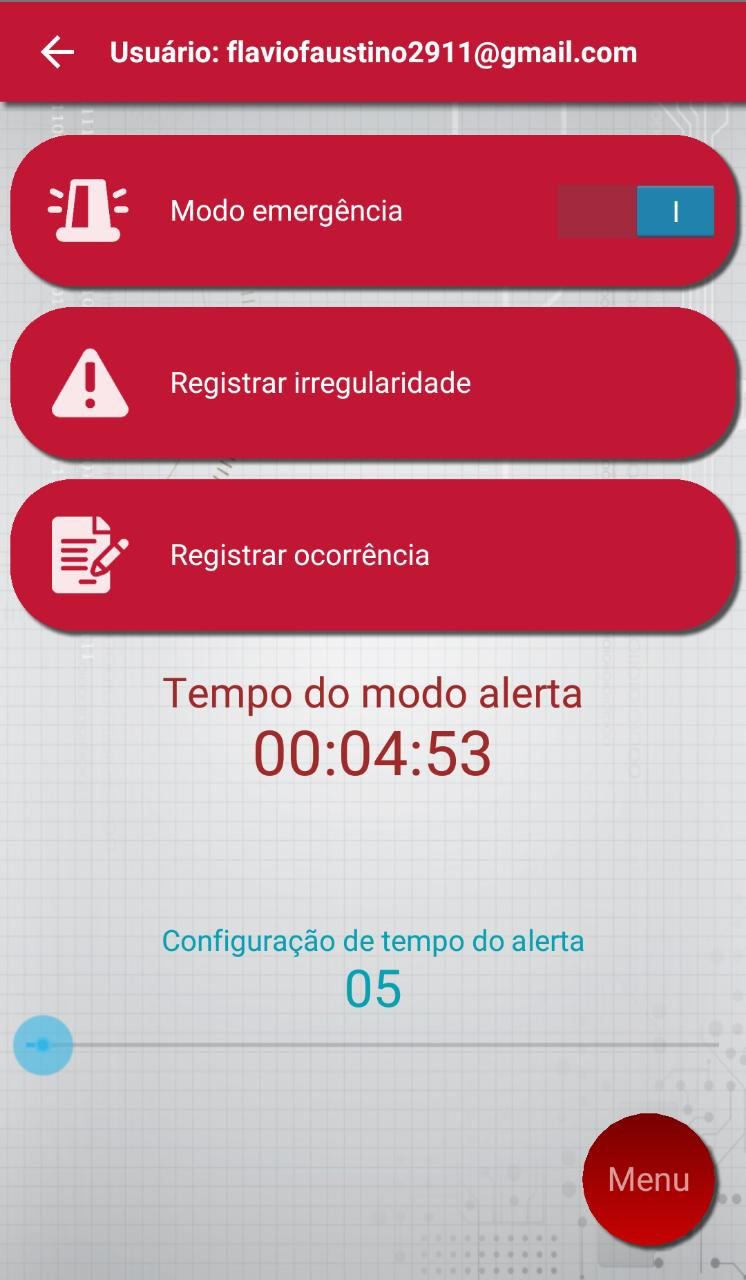 Usuário: flaviofaustino2911@gmail.com
Modo emergência
Registrar irregularidade
Registrar ocorrência
Tempo do modo alerta
00:04:53
Configuração de tempo do alerta
05
Menu